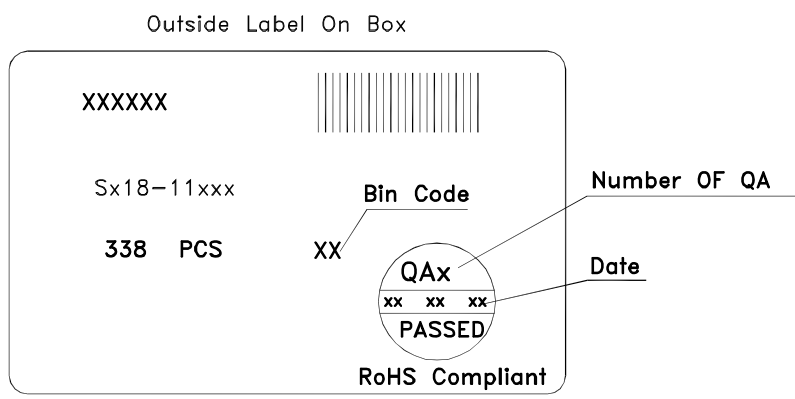 Outside Label On Box
XXXXXX
Sx18-11xxx
Bin Code
Number OF QA
338 PCS
XX
QAx
Date
xx xx xx
PASSED
RoHS Compliant